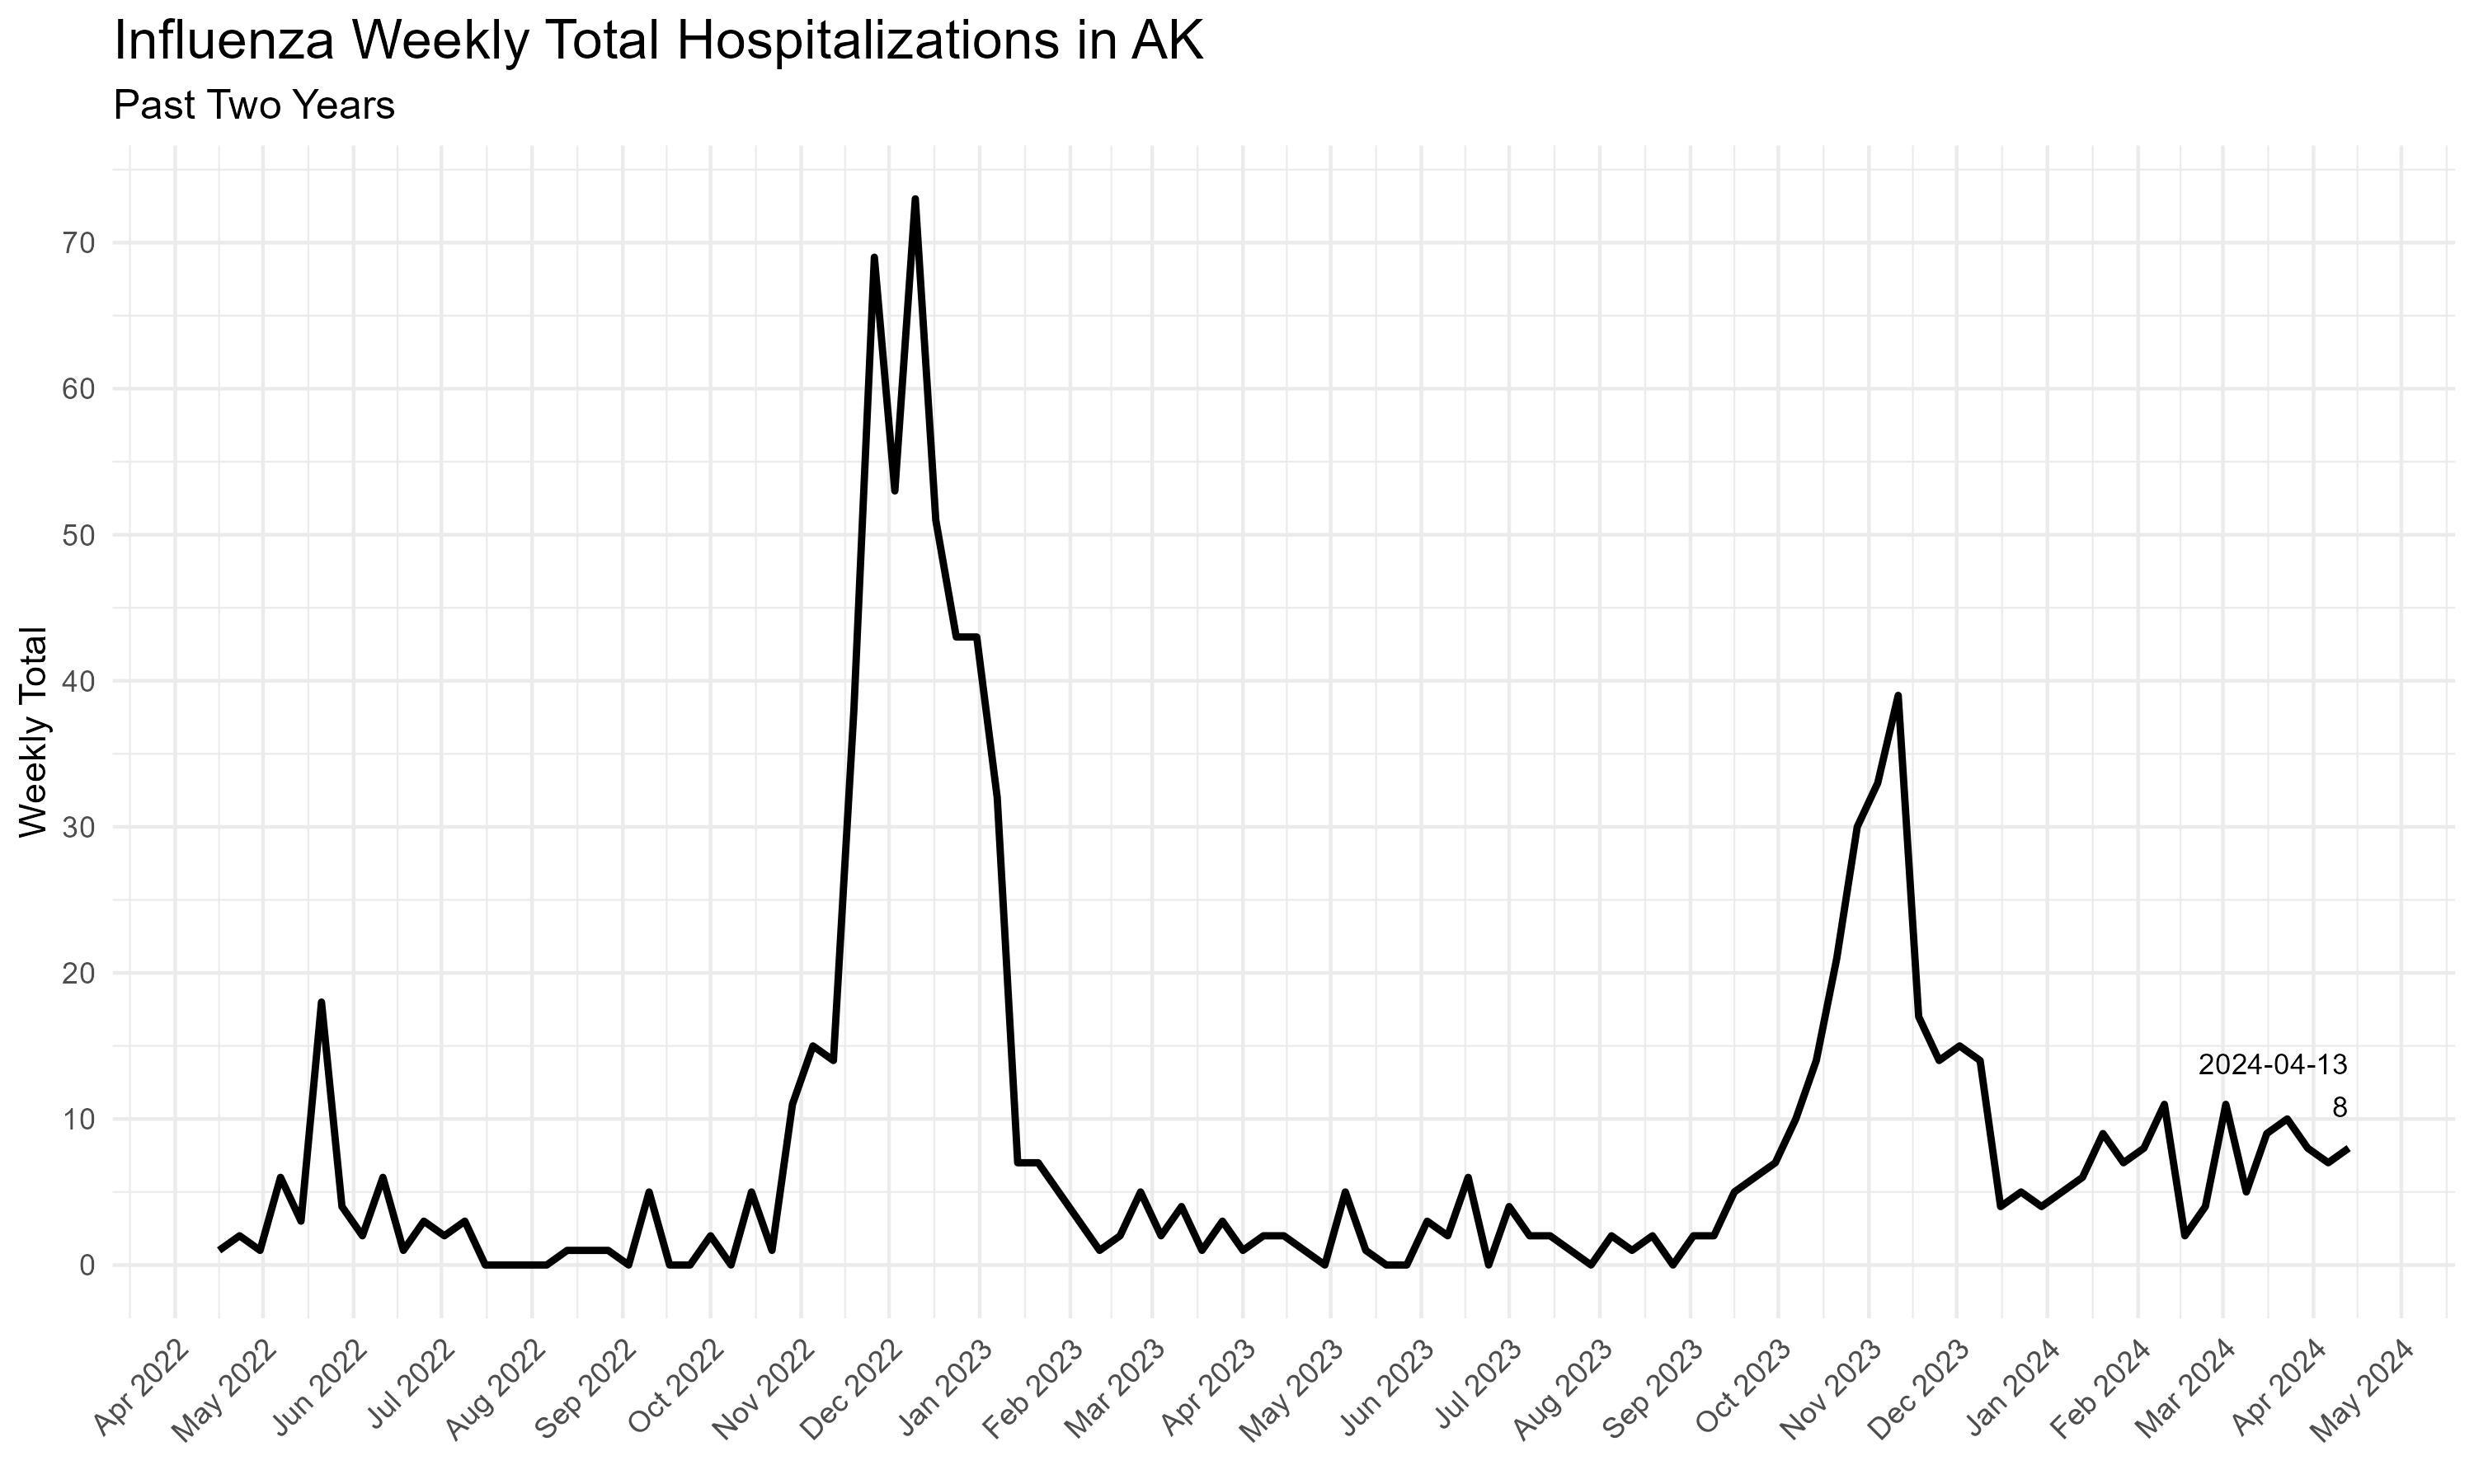 Influenza Weekly Total Hospitalizations in AK
Past Two Years
Weekly Total
70
60
50
40
30
20
10
0
2024-04-13
8
Apr 2022
May 2022
Jun 2022
Jul 2022
Aug 2022
Sep 2022
Oct 2022
Nov 2022
Dec 2022
Jan 2023
Feb 2023
Mar 2023
Apr 2023
May 2023
Jun 2023
Jul 2023
Aug 2023
Sep 2023
Oct 2023
Nov 2023
Dec 2023
Jan 2024
Feb 2024
Mar 2024
Apr 2024
May 2024